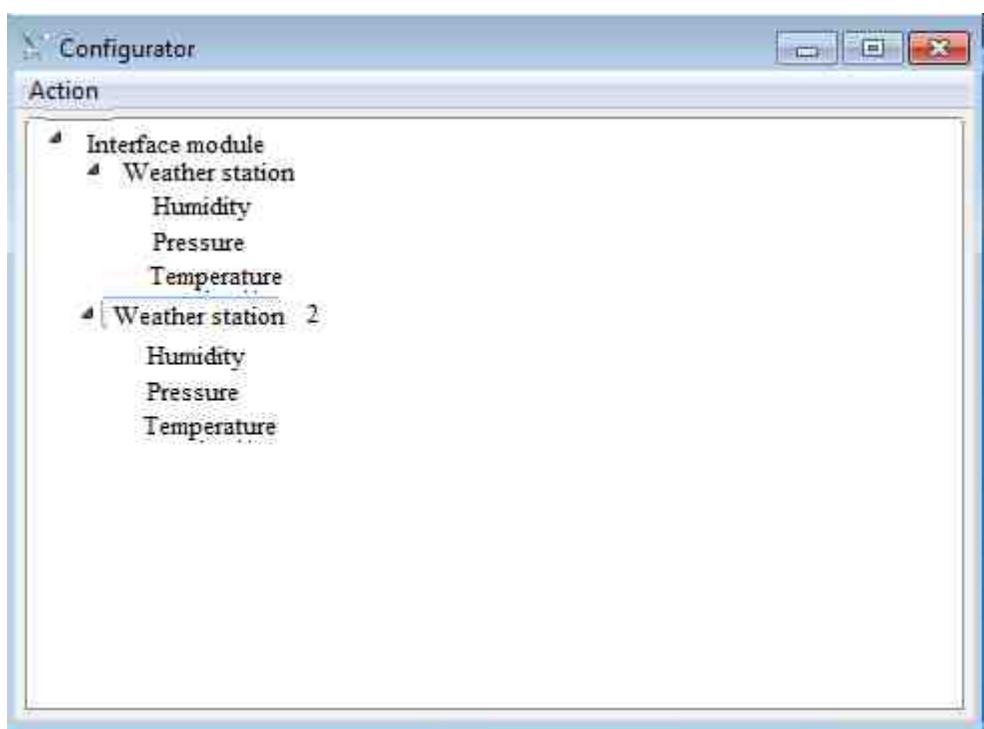 Configurator
Action
Interface module
Weather station
Humidity
Pressure
Temperature
Weather station 2
Humidity
Pressure
Temperature